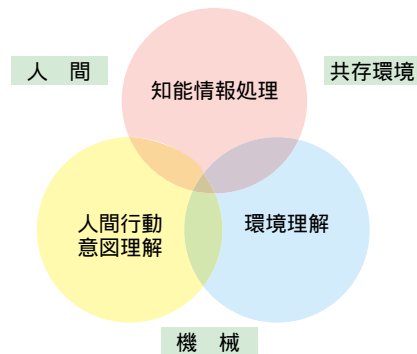 人　間
共存環境
知能情報処理
人間行動
意図理解
環境理解
機　械